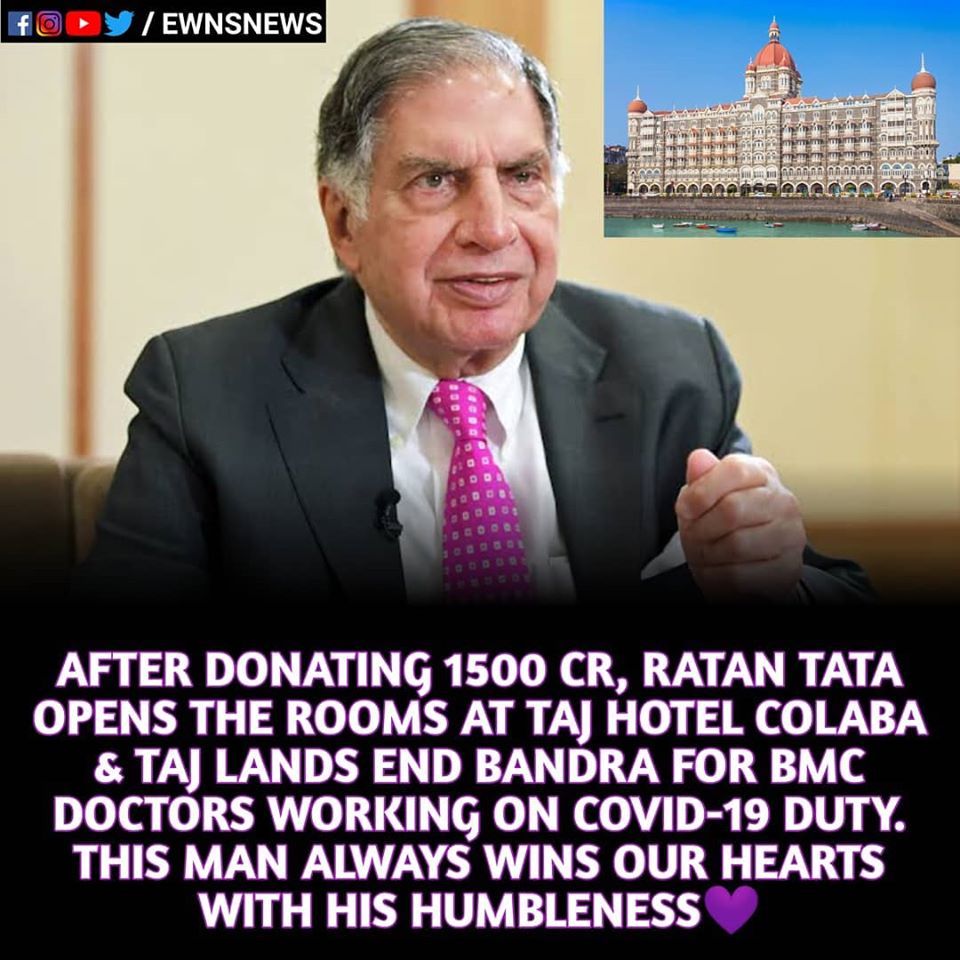 / EWNSNEWS
AFTER DONATING 1500 CR, RATAN TATA
OPENS THE ROOMS AT TAJ HOTEL COLABA
& TAJ LANDS END BANDRA FOR BMC
DOCTORS WORKING ON COVID-19 DUTY.
THIS MAN ALWAYS WINS OUR HEARTS
WITH HIS HUMBLENESS💜